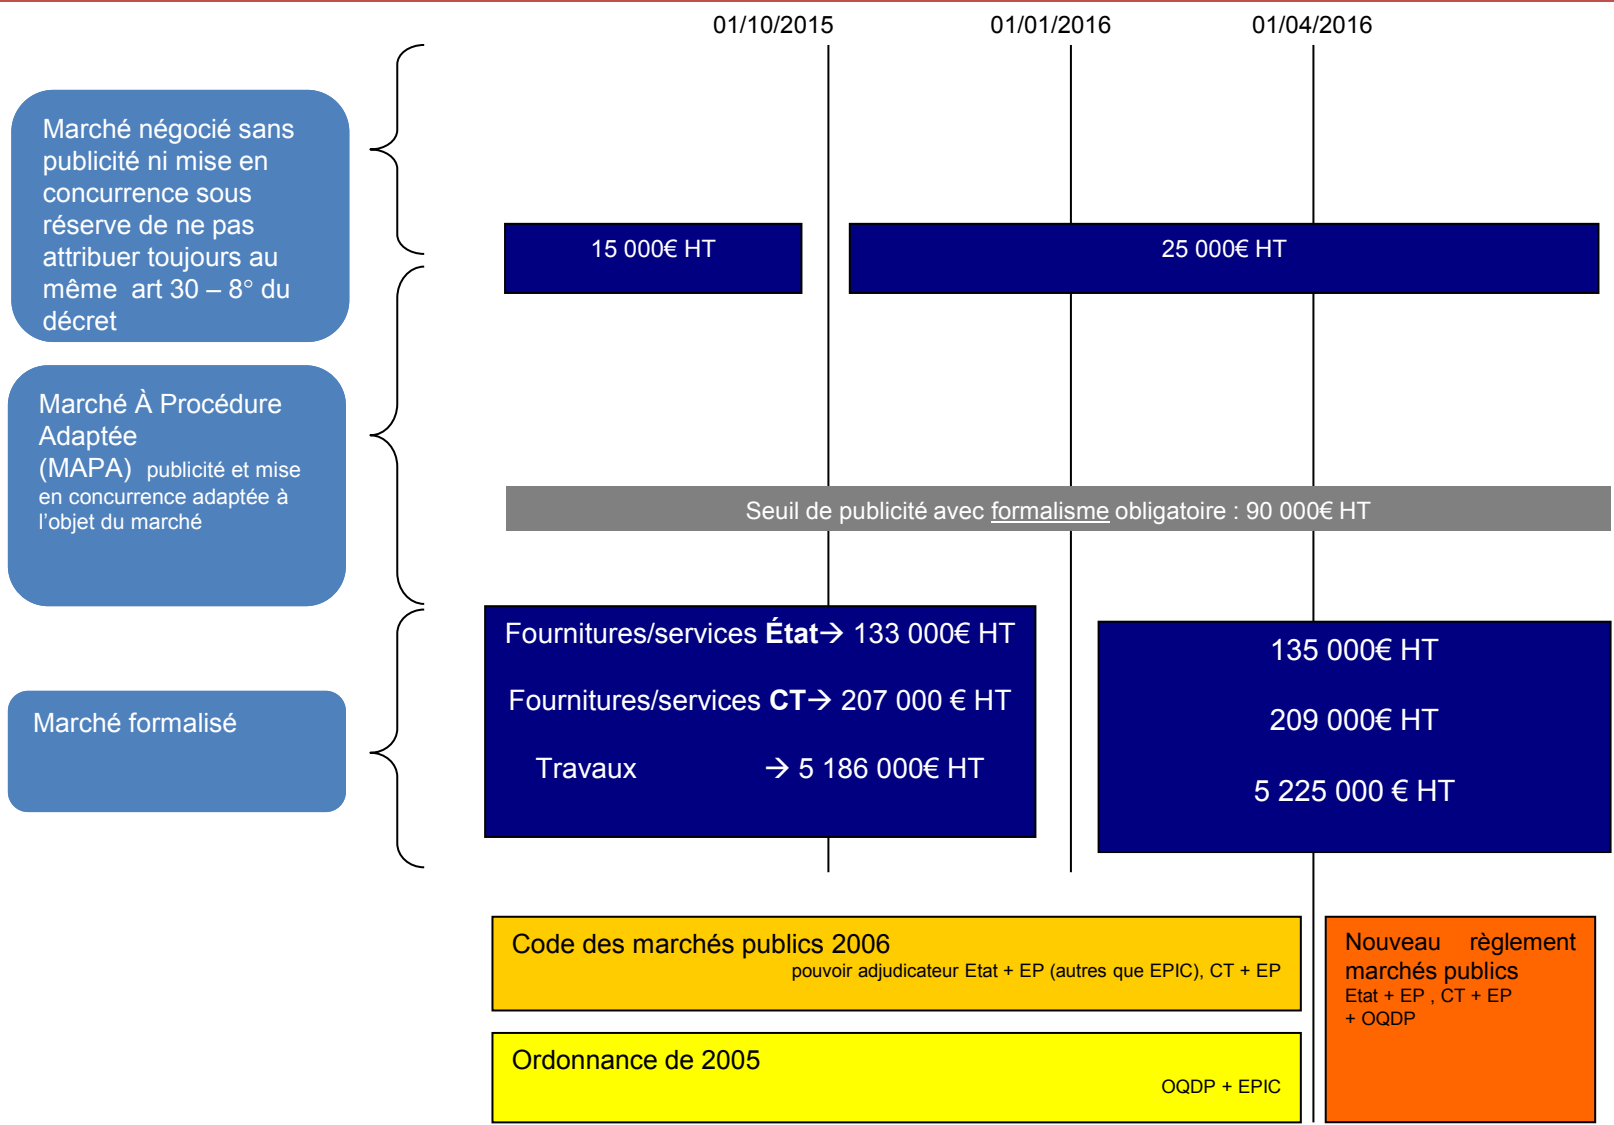 01/10/2015 01/01/2016 01/04/2016
Marché négocié sans
publicité ni mise en
concurrence sous
réserve de ne pas
attribuer toujours au
même art 30 – 8° du
décret
15 000€ HT
25 000€ HT
Marché À Procédure
Adaptée
(MAPA) publicité et mise
en concurrence adaptée à
l'objet du marché
Seuil de publicité avec formalisme obligatoire : 90 000€ HT
Marché formalisé
Fournitures/services État→ 133 000€ HT
Fournitures/services CT→ 207 000 € HT
Travaux → 5 186 000€ HT
135 000€ HT
209 000€ HT
5 225 000 € HT
Code des marchés publics 2006
pouvoir adjudicateur Etat + EP (autres que EPIC), CT + EP
Ordonnance de 2005
OQDP + EPIC
Nouveau règlement
marchés publics
Etat + EP , CT + EP
+ OQDP